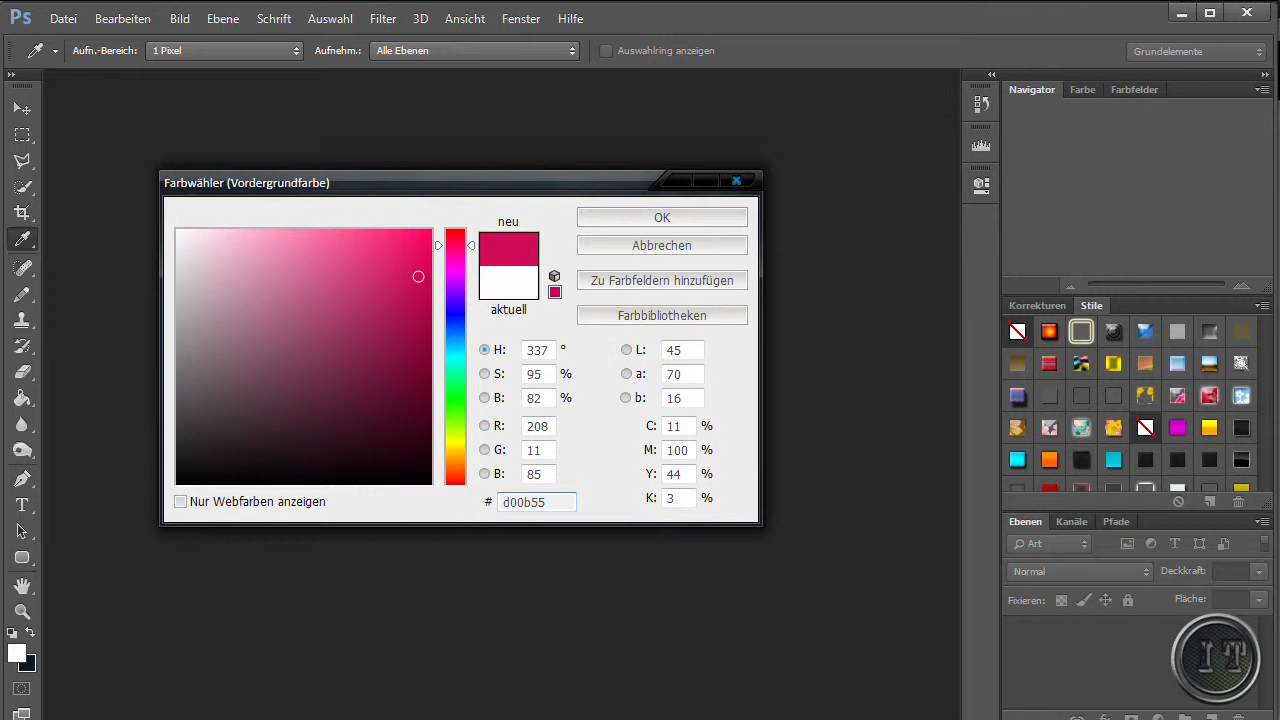 Ps Datei Bearbeiten Bild Ebene Schrift Auswahl Filter 3D Ansicht Fenster Hilfe
Aufn.-Bereich: 1 Pixel Aufnehm.: Alle Ebenen Auswahlring anzeigen Grundelemente
Navigator Farbe Farbfelder
Farbwähler (Vordergrundfarbe)
neu
aktuell
OK
Abbrechen
Zu Farbfeldern hinzufügen
Farbbibliotheken
H: 337 ° L: 45
S: 95 % a: 70
B: 82 % b: 16
R: 208 C: 11 %
G: 11 M: 100 %
B: 85 Y: 44 %
Nur Webfarben anzeigen # d00b55 K: 3 %
Korrekturen Stile
Ebenen Kanäle Pfade
Art
Normal Deckkraft:
Fixieren: Fläche:
IT